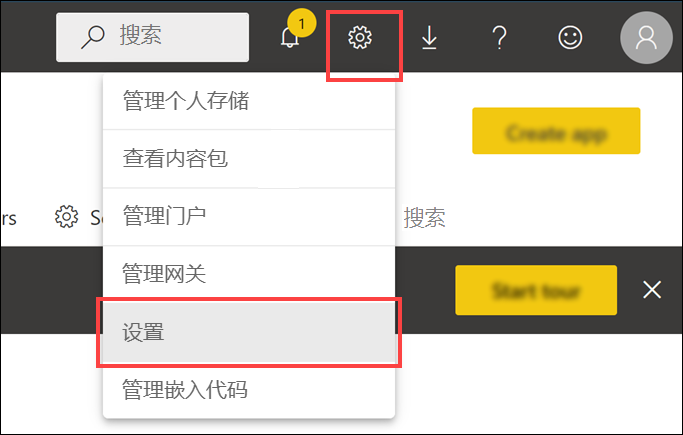 搜索
1
管理个人存储
查看内容包
Create app
管理门户
rs
搜索
管理网关
Start tour
设置
管理嵌入代码